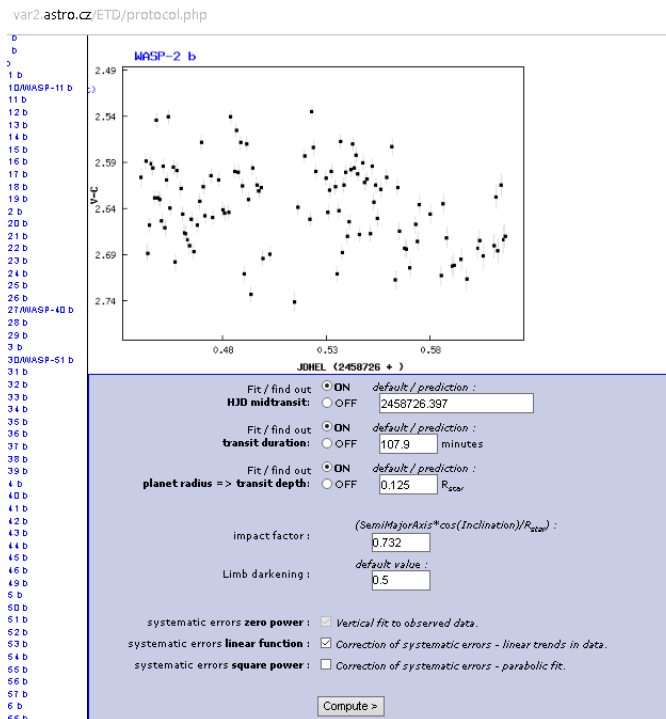 var2.astro.cz/ETD/protocol.php
b
b
1 b
10/WASP-11 b
11 b
12 b
13 b
14 b
15 b
16 b
17 b
18 b
19 b
2 b
20 b
21 b
22 b
23 b
24 b
25 b
26 b
27/WASP-40 b
28 b
29 b
3 b
30/WASP-51 b
31 b
32 b
33 b
34 b
35 b
36 b
37 b
38 b
39 b
4 b
40 b
41 b
42 b
43 b
44 b
45 b
46 b
49 b
5 b
50 b
51 b
52 b
53 b
54 b
55 b
56 b
57 b
6 b
WASP-2 b
2.49
2.54
2.59
2.64
2.69
2.74
V-C
0.48 0.53 0.58
JDHEL (2458726 + )
Fit / find out ON default / prediction :
HJD midtransit: OFF 2458726.397
Fit / find out ON default / prediction :
transit duration: OFF 107.9 minutes
Fit / find out ON default / prediction :
planet radius => transit depth: OFF 0.125 Rstar
(SemiMajorAxis*cos(Inclination)/Rstar) :
impact factor : 0.732
default value :
Limb darkening : 0.5
systematic errors zero power : Vertical fit to observed data.
systematic errors linear function : Correction of systematic errors - linear trends in data.
systematic errors square power : Correction of systematic errors - parabolic fit.
Compute >